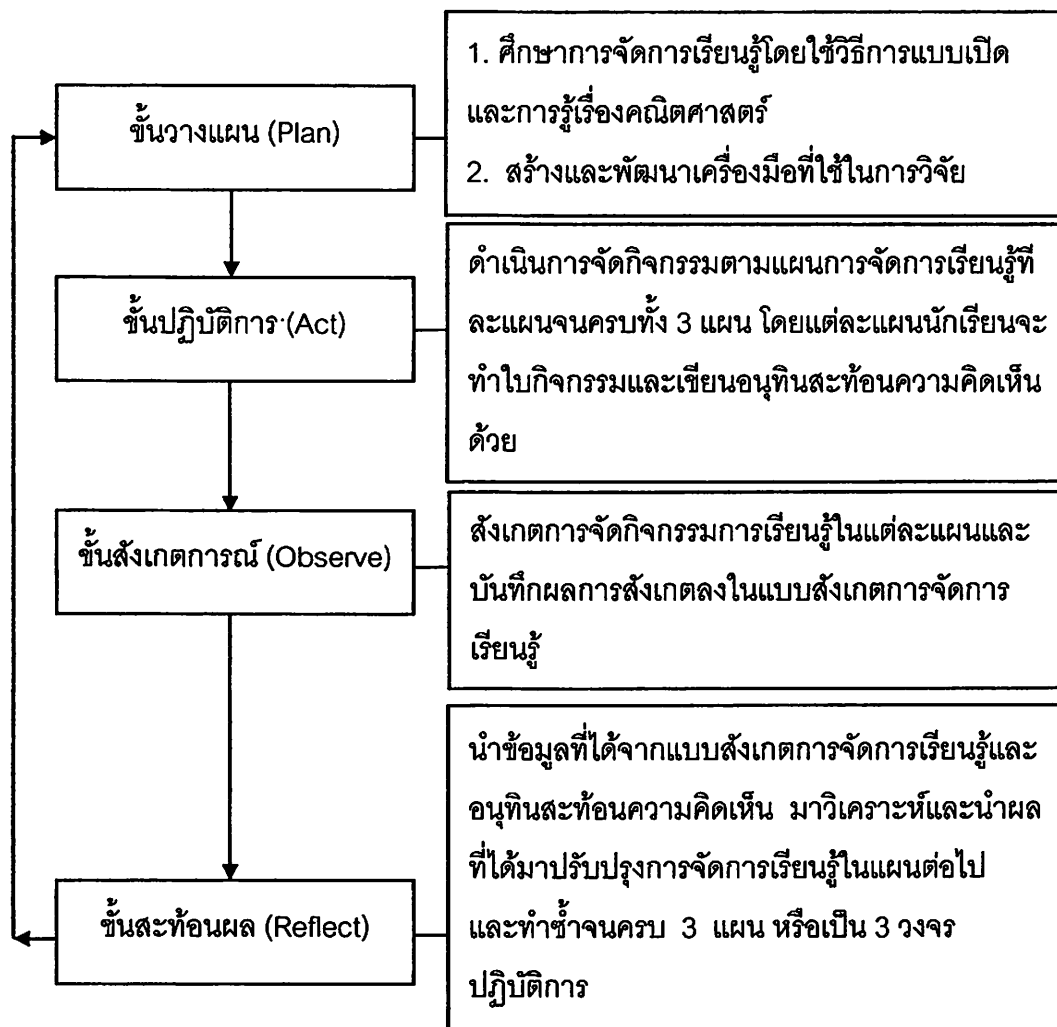 ขั้นวางแผน (Plan)
1. ศึกษาการจัดการเรียนรู้โดยใช้วิธีการแบบเปิด
และการรู้เรื่องคณิตศาสตร์
2. สร้างและพัฒนาเครื่องมือที่ใช้ในการวิจัย
ขั้นปฏิบัติการ (Act)
ดำเนินการจัดกิจกรรมตามแผนการจัดการเรียนรู้ที
ละแผนจนครบทั้ง 3 แผน โดยแต่ละแผนนักเรียนจะ
ทำใบกิจกรรมและเขียนอนุทินสะท้อนความคิดเห็น
ด้วย
ขั้นสังเกตการณ์ (Observe)
สังเกตการจัดกิจกรรมการเรียนรู้ในแต่ละแผนและ
บันทึกผลการสังเกตลงในแบบสังเกตการจัดการ
เรียนรู้
ขั้นสะท้อนผล (Reflect)
นำข้อมูลที่ได้จากแบบสังเกตการจัดการเรียนรู้และ
อนุทินสะท้อนความคิดเห็น มาวิเคราะห์และนำผล
ที่ได้มาปรับปรุงการจัดการเรียนรู้ในแผนต่อไป
และทำซ้ำจนครบ 3 แผน หรือเป็น 3 วงจร
ปฏิบัติการ